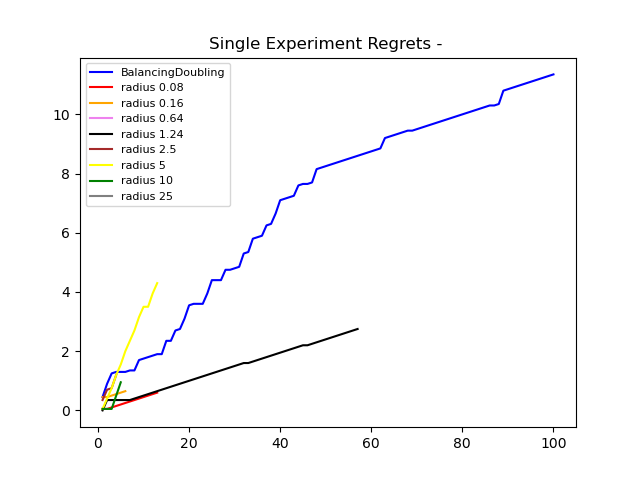 Single Experiment Regrets -
BalancingDoubling
radius 0.08
radius 0.16
radius 0.64
radius 1.24
radius 2.5
radius 5
radius 10
radius 25
10
8
6
4
2
0
0 20 40 60 80 100